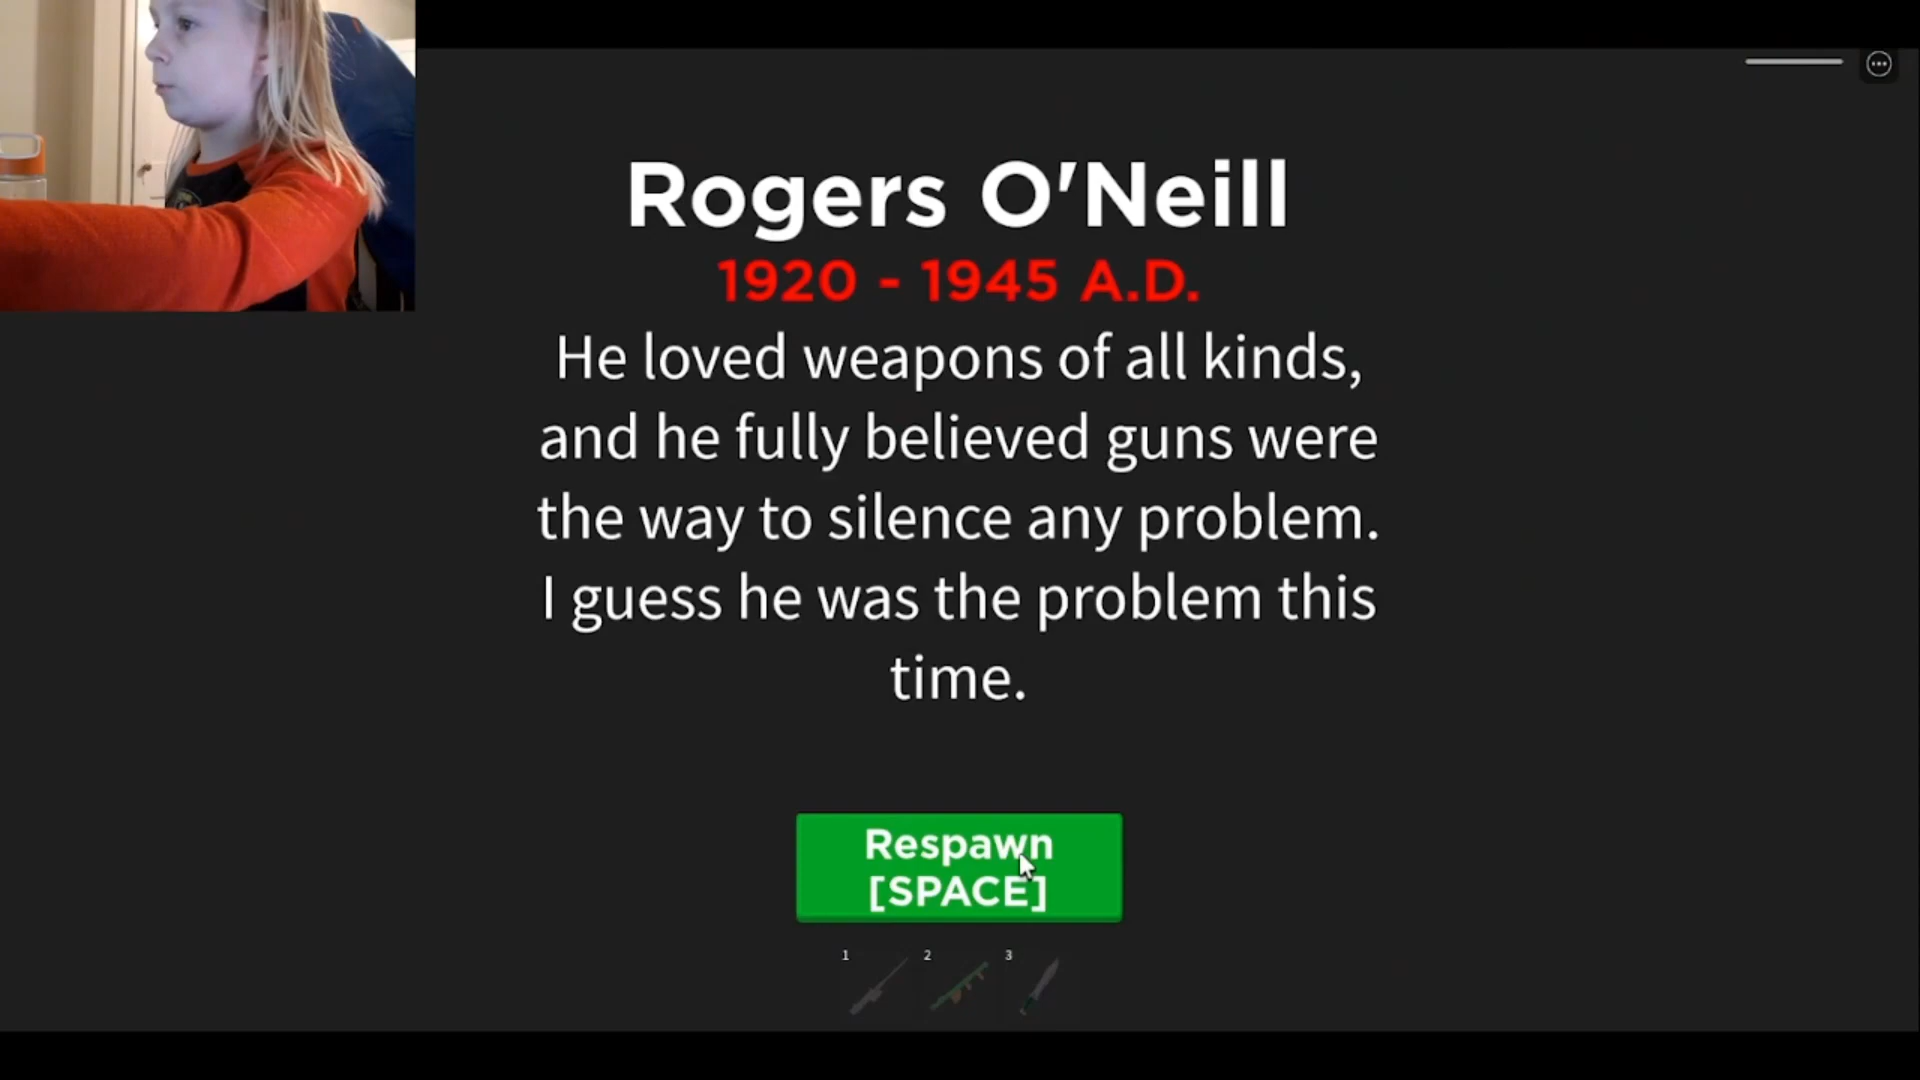 Rogers O'Neill
1920 - 1945 A.D.
He loved weapons of all kinds,
and he fully believed guns were
the way to silence any problem.
I guess he was the problem this
time.
Respawn
[SPACE]
1 2 3